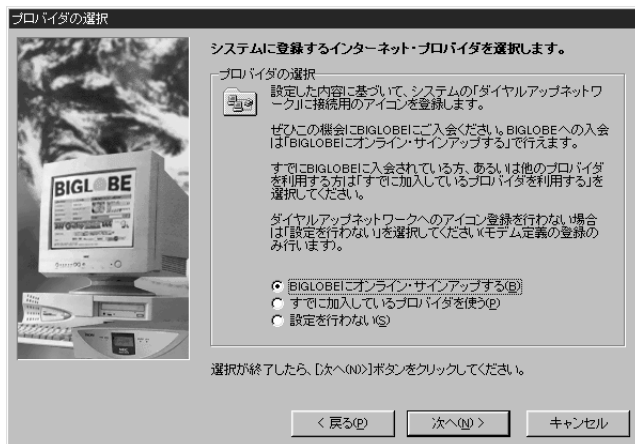 プロバイダの選択
システムに登録するインターネット・プロバイダを選択します。
プロバイダの選択
設定した内容に基づいて、システムの「ダイヤルアップネットワ
ーク」に接続用のアイコンを登録します。
ぜひこの機会にBIGLOBEにご入会ください。BIGLOBEへの入会
は「BIGLOBEにオンライン・サインアップする」で行えます。
すでにBIGLOBEに入会されている方、あるいは他のプロバイダ
を利用する方は「すでに加入しているプロバイダを利用する」を
選択してください。
ダイヤルアップネットワークへのアイコン登録を行わない場合
は「設定を行わない」を選択してください(モデム定義の登録の
み行います)。
BIGLOBE
BIGLOBEにオンライン・サインアップする(B)
すでに加入しているプロバイダを使う(P)
設定を行わない(S)
選択が終了したら、[次へ(N)>]ボタンをクリックしてください。
< 戻る(P)
次へ(N) >
キャンセル